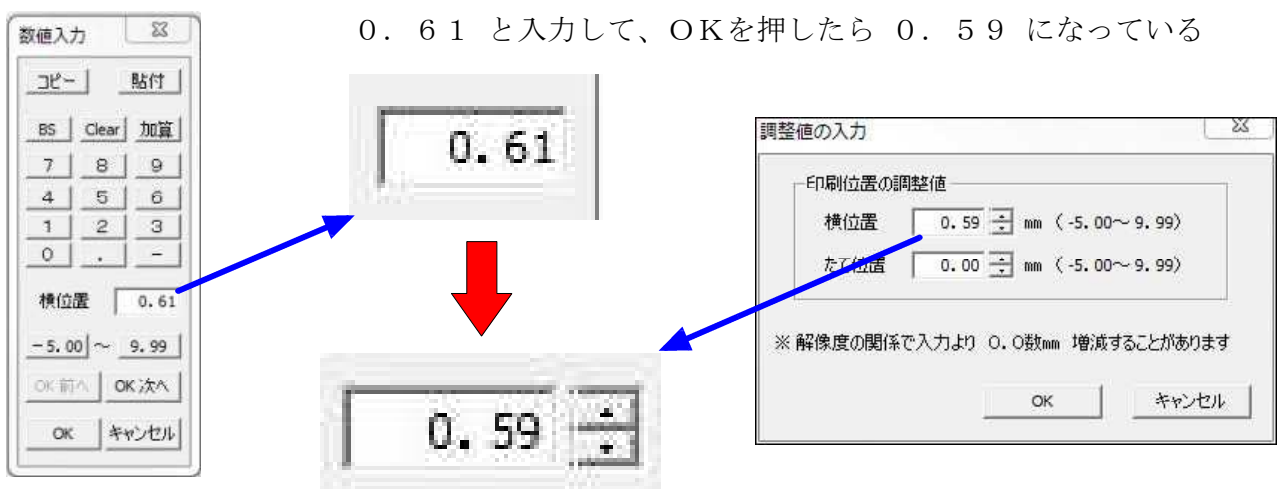 0．61 と入力して、OKを押したら 0．59 になっている
数値入力
コピー 貼付
BS Clear 加算
7 8 9
4 5 6
1 2 3
0 . -
横位置 0.61
-5.00 ～ 9.99
OK 前へ OK 次へ
OK キャンセル
0.61
0.59
調整値の入力
印刷位置の調整値
横位置 0.59 mm （-5.00～ 9.99）
たて位置 0.00 mm （-5.00～ 9.99）
※ 解像度の関係で入力より 0.0数mm 増減することがあります
OK キャンセル